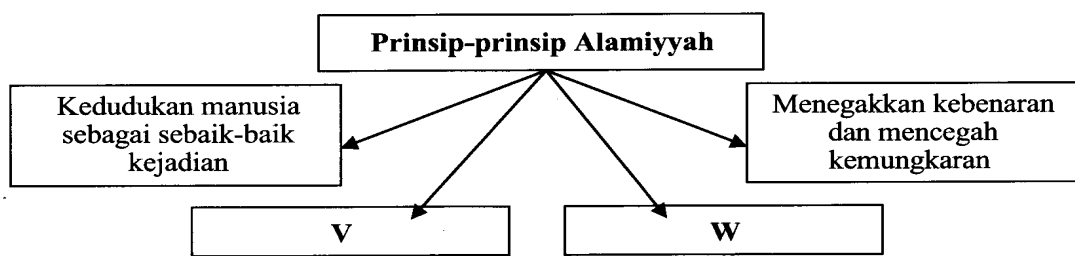 Prinsip-prinsip Alamiyyah
Kedudukan manusia
sebagai sebaik-baik
kejadian
Menegakkan kebenaran
dan mencegah
kemungkaran
V
W